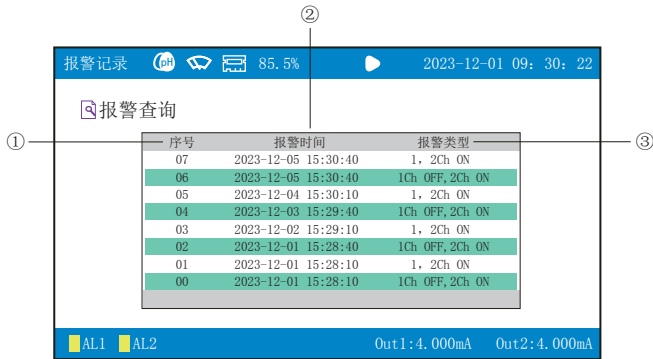 ②
报警记录 pH 85.5% 2023-12-01 09: 30: 22
报警查询
① 序号 报警时间 报警类型 ③
07 2023-12-05 15:30:40 1, 2Ch ON
06 2023-12-05 15:30:40 1Ch OFF,2Ch ON
05 2023-12-04 15:30:10 1, 2Ch ON
04 2023-12-03 15:29:40 1Ch OFF,2Ch ON
03 2023-12-02 15:29:10 1, 2Ch ON
02 2023-12-01 15:28:40 1Ch OFF,2Ch ON
01 2023-12-01 15:28:10 1, 2Ch ON
00 2023-12-01 15:28:10 1Ch OFF,2Ch ON
AL1 AL2 Out1:4.000mA Out2:4.000mA